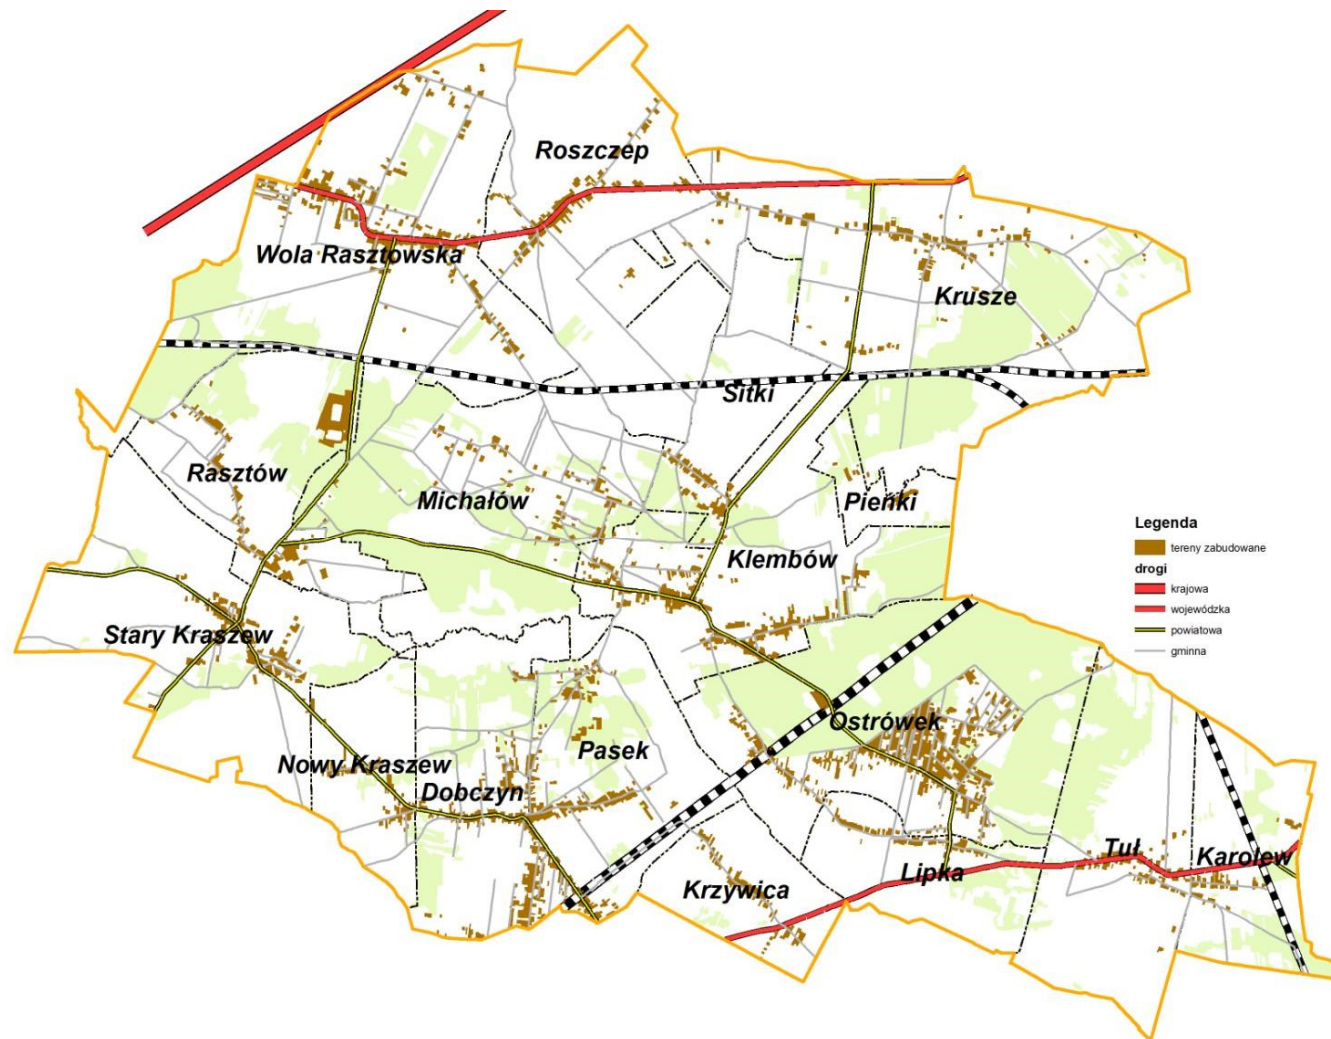 Roszczep
Wola Rasztowska
Krusze
Sitki
Rasztów
Michałów
Pieńki
Klembów
Stary Kraszew
Ostrówek
Pasek
Nowy Kraszew
Dobczyn
Tuł
Karolew
Lipka
Krzywica
Legenda
tereny zabudowane
drogi
krajowa
wojewódzka
powiatowa
gminna